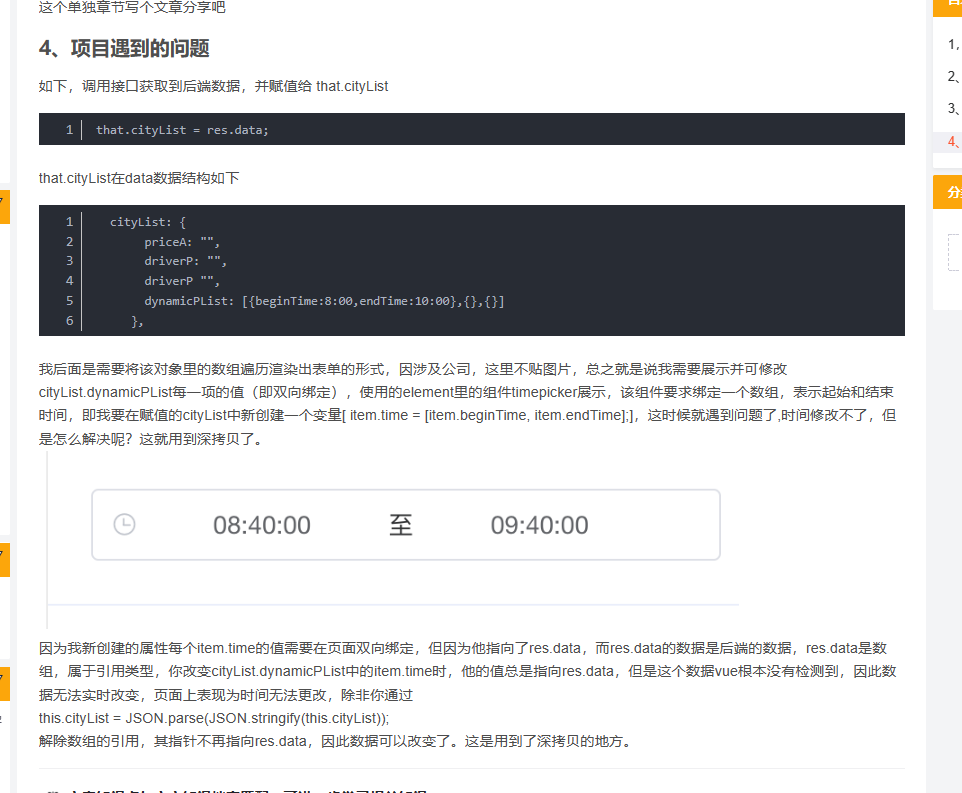 这个单独章节写个文章分享吧
4、项目遇到的问题
如下，调用接口获取到后端数据，并赋值给 that.cityList
1 that.cityList = res.data;
that.cityList在data数据结构如下
1 cityList: {
2 priceA: "",
3 driverP: "",
4 driverP "",
5 dynamicPList: [{beginTime:8:00,endTime:10:00},{},{}]
6 },
我后面是需要将该对象里的数组遍历渲染出表单的形式，因涉及公司，这里不贴图片，总之就是说我需要展示并可修改
cityList.dynamicPList每一项的值（即双向绑定），使用的element里的组件timepicker展示，该组件要求绑定一个数组，表示起始和结束
时间，即我要在赋值的cityList中新创建一个变量[ item.time = [item.beginTime, item.endTime];]，这时候就遇到问题了,时间修改不了，但
是怎么解决呢？这就用到深拷贝了。
08:40:00 至 09:40:00
因为我新创建的属性每个item.time的值需要在页面双向绑定，但因为他指向了res.data，而res.data的数据是后端的数据，res.data是数
组，属于引用类型，你改变cityList.dynamicPList中的item.time时，他的值总是指向res.data，但是这个数据vue根本没有检测到，因此数
据无法实时改变，页面上表现为时间无法更改，除非你通过
this.cityList = JSON.parse(JSON.stringify(this.cityList));
解除数组的引用，其指针不再指向res.data，因此数据可以改变了。这是用到了深拷贝的地方。
1,
2、
3、
4、